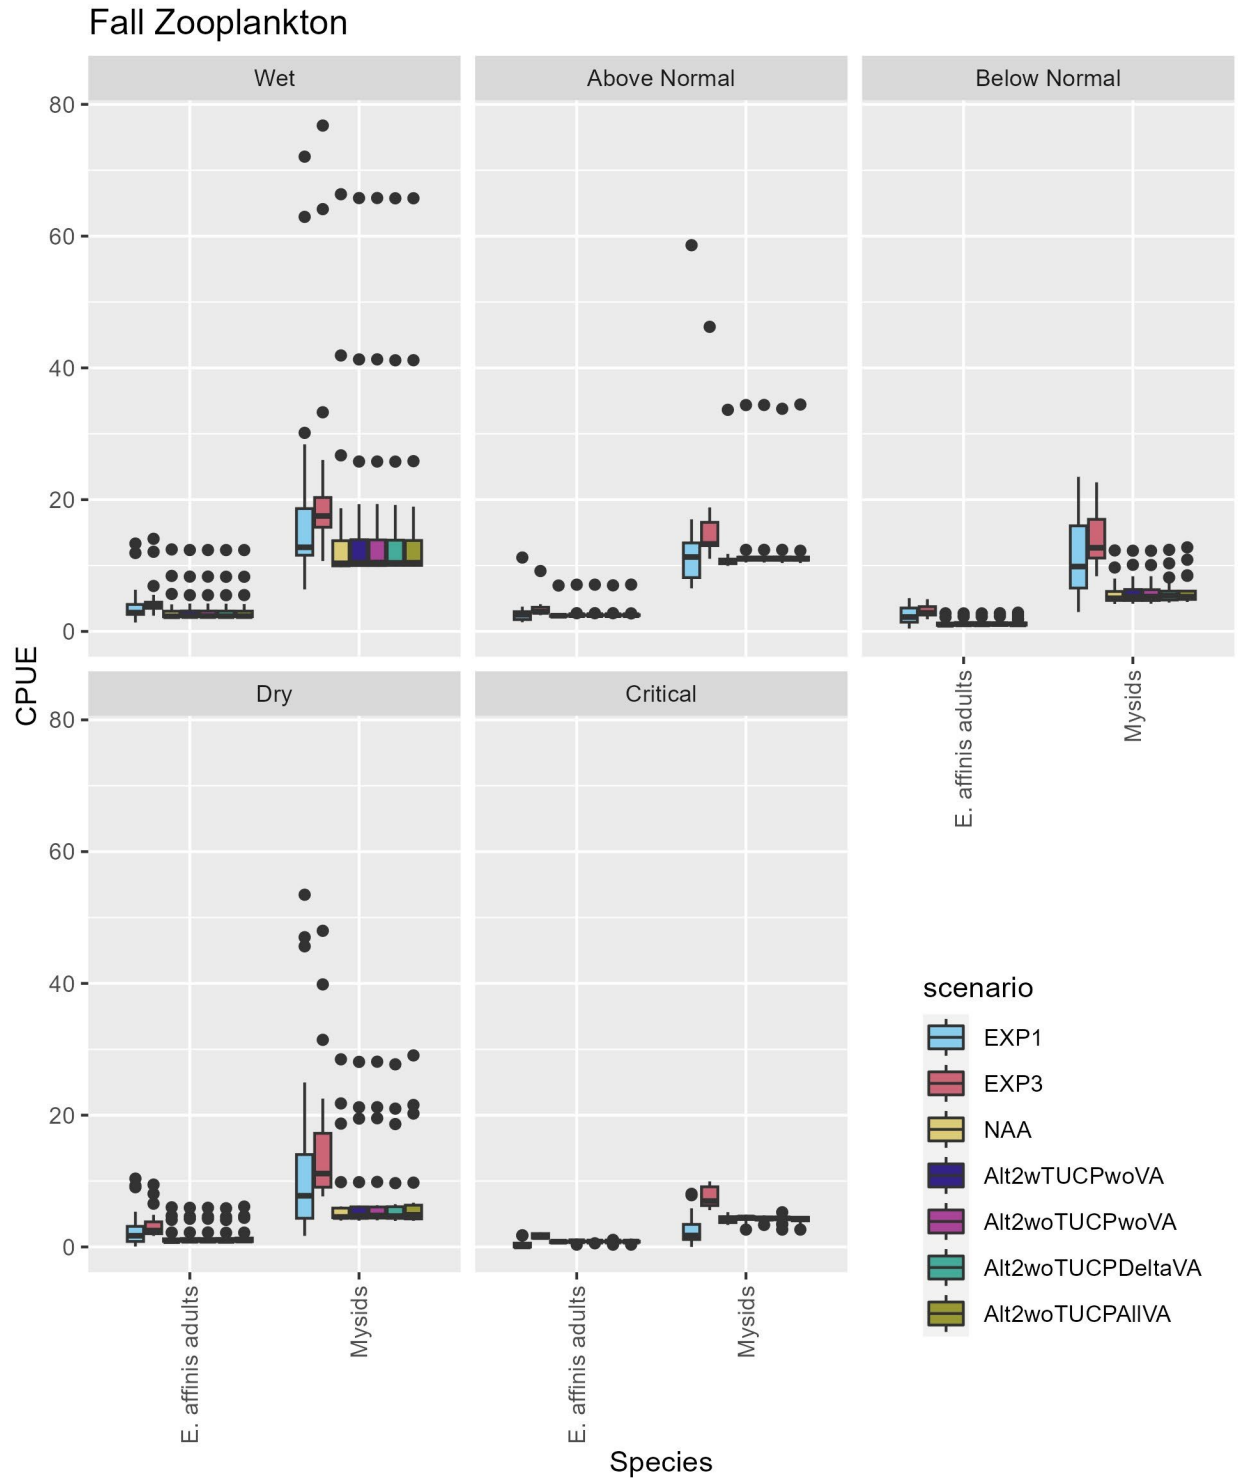 Fall Zooplankton
Wet
Above Normal
Below Normal
80
60
40
20
0
E. affinis adults
Mysids
CPUE
Dry
Critical
80
60
40
20
0
E. affinis adults
Mysids
E. affinis adults
Mysids
Species
scenario
EXP1
EXP3
NAA
Alt2wTUCPwoVA
Alt2woTUCPwoVA
Alt2woTUCPDeltaVA
Alt2woTUCPAllVA